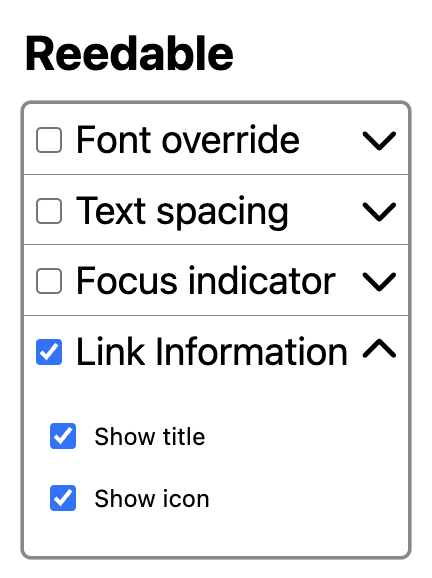 Reedable
Font override
Text spacing
Focus indicator
Link Information
Show title
Show icon